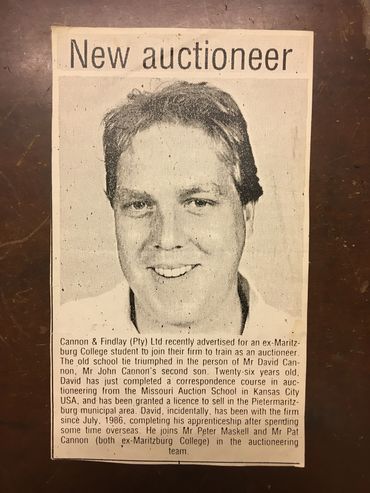 New auctioneer
Cannon & Findlay (Pty) Ltd recently advertised for an ex-Maritz-
burg College student to join their firm to train as an auctioneer.
The old school tie triumphed in the person of Mr David Can-
non, Mr John Cannon's second son. Twenty-six years old,
David has just completed a correspondence course in auc-
tioneering from the Missouri Auction School in Kansas City
USA, and has been granted a licence to sell in the Pietermaritz-
burg municipal area. David, incidentally, has been with the firm
since July, 1986, completing his apprenticeship after spending
some time overseas. He joins Mr Peter Maskell and Mr Pat
Cannon (both ex-Maritzburg College) in the auctioneering
team.